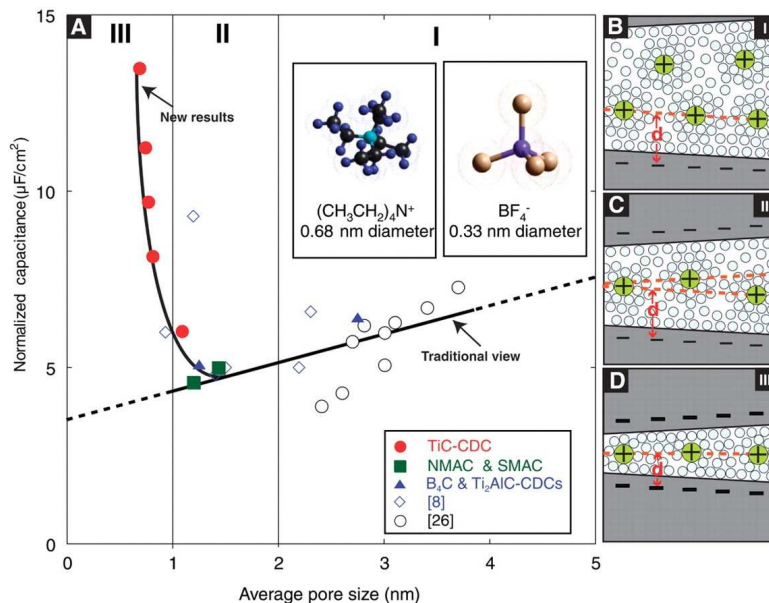 15
10
5
0
0
1
2
3
4
5
Normalized capacitance (µF/cm²)
Average pore size (nm)
A
III
II
I
New results
(CH₃CH₂)₄N⁺
0.68 nm diameter
BF₄⁻
0.33 nm diameter
Traditional view
TiC-CDC
NMAC & SMAC
B₄C & Ti₂AlC-CDCs
[8]
[26]
B
I
d
C
II
d
D
III
d